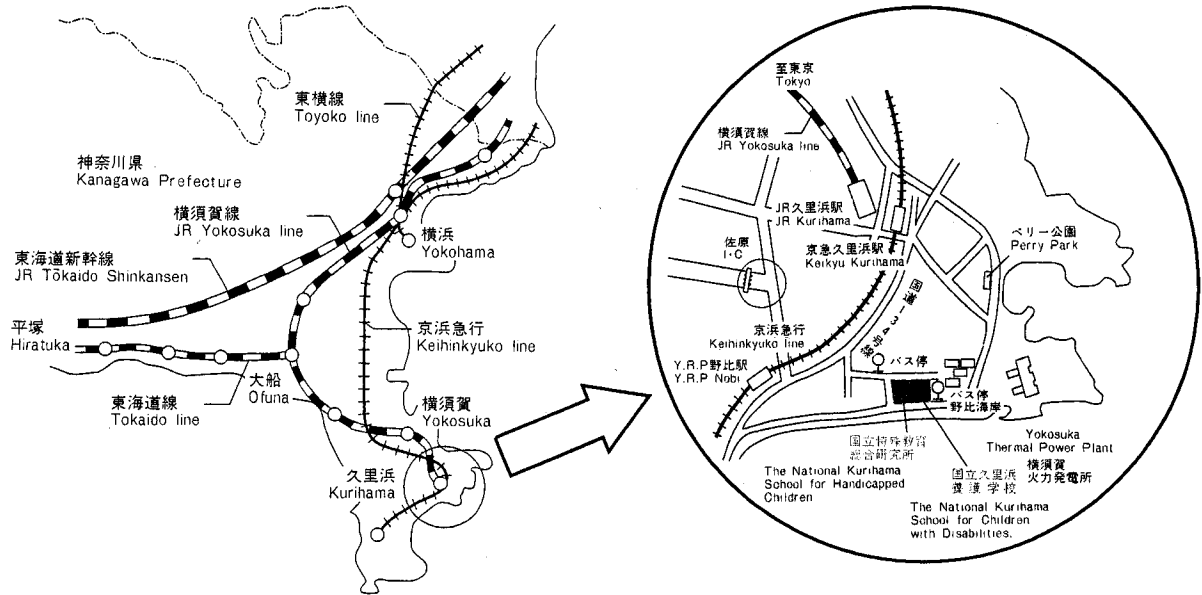 東横線
Toyoko line
神奈川県
Kanagawa Prefecture
横須賀線
JR Yokosuka line
東海道新幹線
JR Tōkaido Shinkansen
横浜
Yokohama
平塚
Hiratuka
京浜急行
Keihinkyuko line
大船
Ofuna
東海道線
Tokaido line
横須賀
Yokosuka
久里浜
Kurihama
至東京
Tokyo
横須賀線
JR Yokosuka line
JR久里浜駅
JR Kurihama
ペリー公園
Perry Park
佐原
I・C
京急久里浜駅
Keikyu Kurihama
国道134号線
京浜急行
Keihinkyuko line
Y.R.P野比駅
Y.R.P Nobi
バス停
バス停
野比海岸
国立特殊教育
総合研究所
The National Kurihama
School for Handicapped
Children
Yokosuka
Thermal Power Plant
横須賀
火力発電所
国立久里浜
養護学校
The National Kurihama
School for Children
with Disabilities.